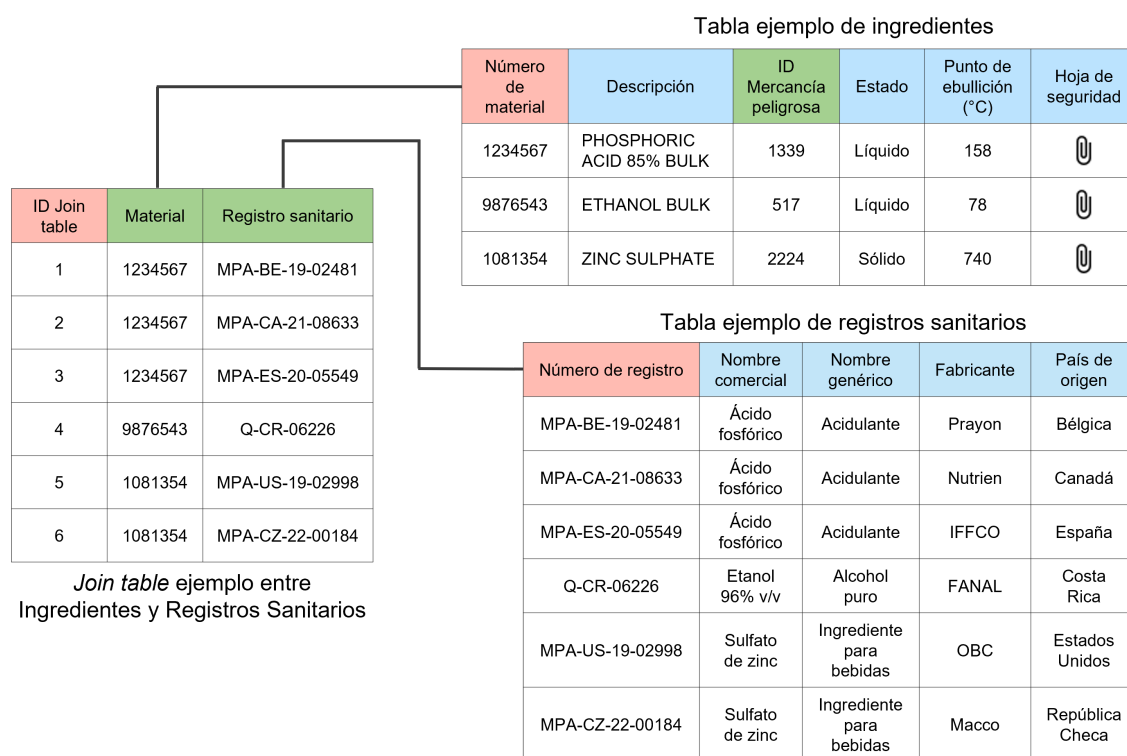 Tabla ejemplo de ingredientes
Número
de
material
Descripción
ID
Mercancía
peligrosa
Estado
Punto de
ebullición
(°C)
Hoja de
seguridad
1234567
PHOSPHORIC
ACID 85% BULK
1339
Líquido
158
9876543
ETHANOL BULK
517
Líquido
78
1081354
ZINC SULPHATE
2224
Sólido
740
ID Join
table
Material
Registro sanitario
1
1234567
MPA-BE-19-02481
2
1234567
MPA-CA-21-08633
3
1234567
MPA-ES-20-05549
4
9876543
Q-CR-06226
5
1081354
MPA-US-19-02998
6
1081354
MPA-CZ-22-00184
Join table ejemplo entre
Ingredientes y Registros Sanitarios
Tabla ejemplo de registros sanitarios
Número de registro
Nombre
comercial
Nombre
genérico
Fabricante
País de
origen
MPA-BE-19-02481
Ácido
fosfórico
Acidulante
Prayon
Bélgica
MPA-CA-21-08633
Ácido
fosfórico
Acidulante
Nutrien
Canadá
MPA-ES-20-05549
Ácido
fosfórico
Acidulante
IFFCO
España
Q-CR-06226
Etanol
96% v/v
Alcohol
puro
FANAL
Costa
Rica
MPA-US-19-02998
Sulfato
de zinc
Ingrediente
para
bebidas
OBC
Estados
Unidos
MPA-CZ-22-00184
Sulfato
de zinc
Ingrediente
para
bebidas
Macco
República
Checa